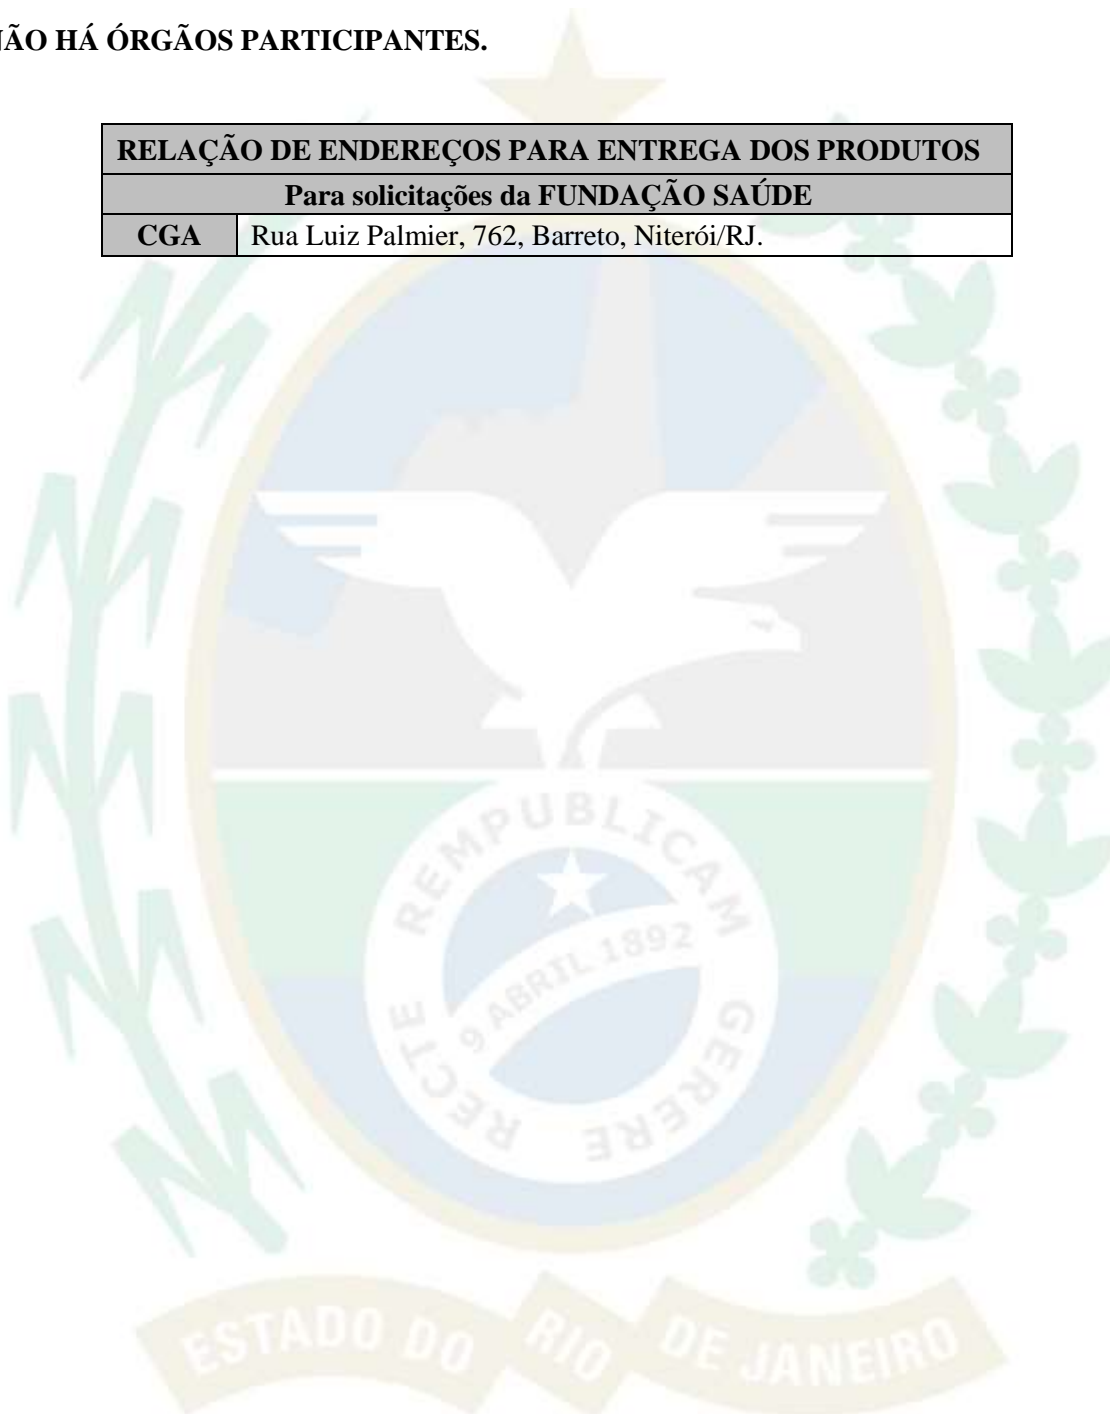 NÃO HÁ ÓRGÃOS PARTICIPANTES.
RELAÇÃO DE ENDEREÇOS PARA ENTREGA DOS PRODUTOS
Para solicitações da FUNDAÇÃO SAÚDE
CGA Rua Luiz Palmier, 762, Barreto, Niterói/RJ.
RECTE REMPUBLICAM GERERE
9 ABRIL 1892
ESTADO DO RIO DE JANEIRO